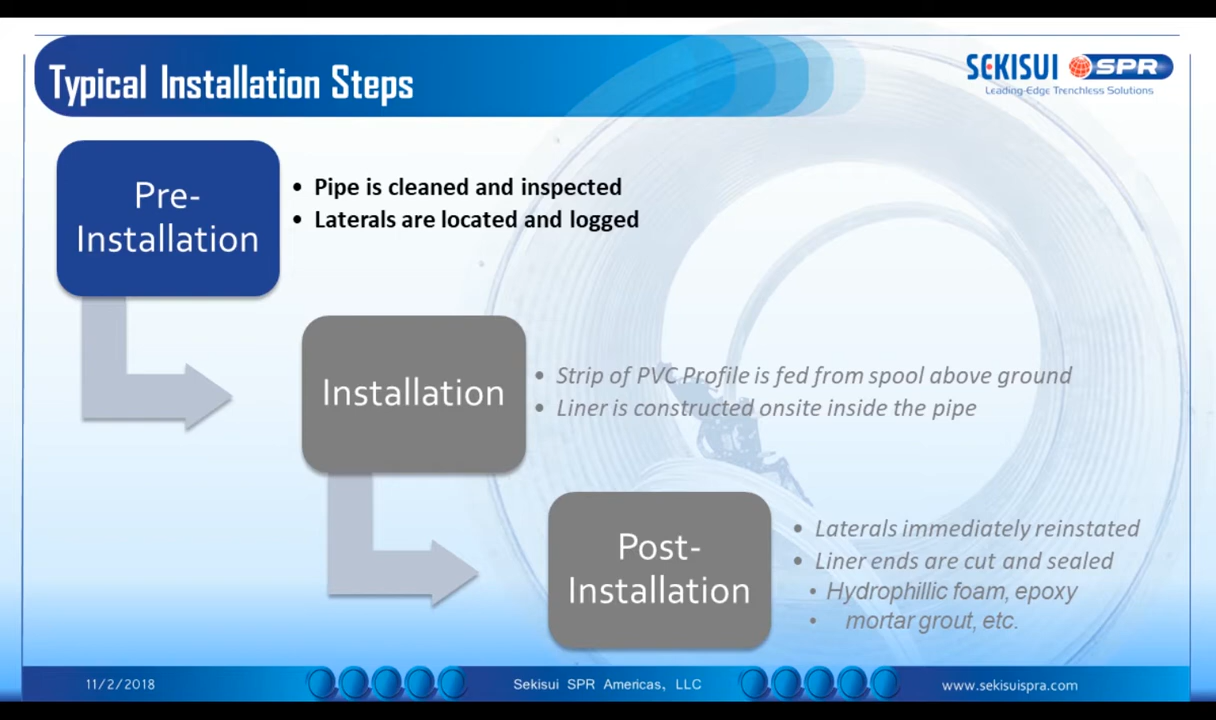 Typical Installation Steps
SEKISUI SPR
Leading-Edge Trenchless Solutions
Pre-
Installation
• Pipe is cleaned and inspected
• Laterals are located and logged
Installation
• Strip of PVC Profile is fed from spool above ground
• Liner is constructed onsite inside the pipe
Post-
Installation
• Laterals immediately reinstated
• Liner ends are cut and sealed
• Hydrophillic foam, epoxy
• mortar grout, etc.
11/2/2018
Sekisui SPR Americas, LLC
www.sekisuispra.com